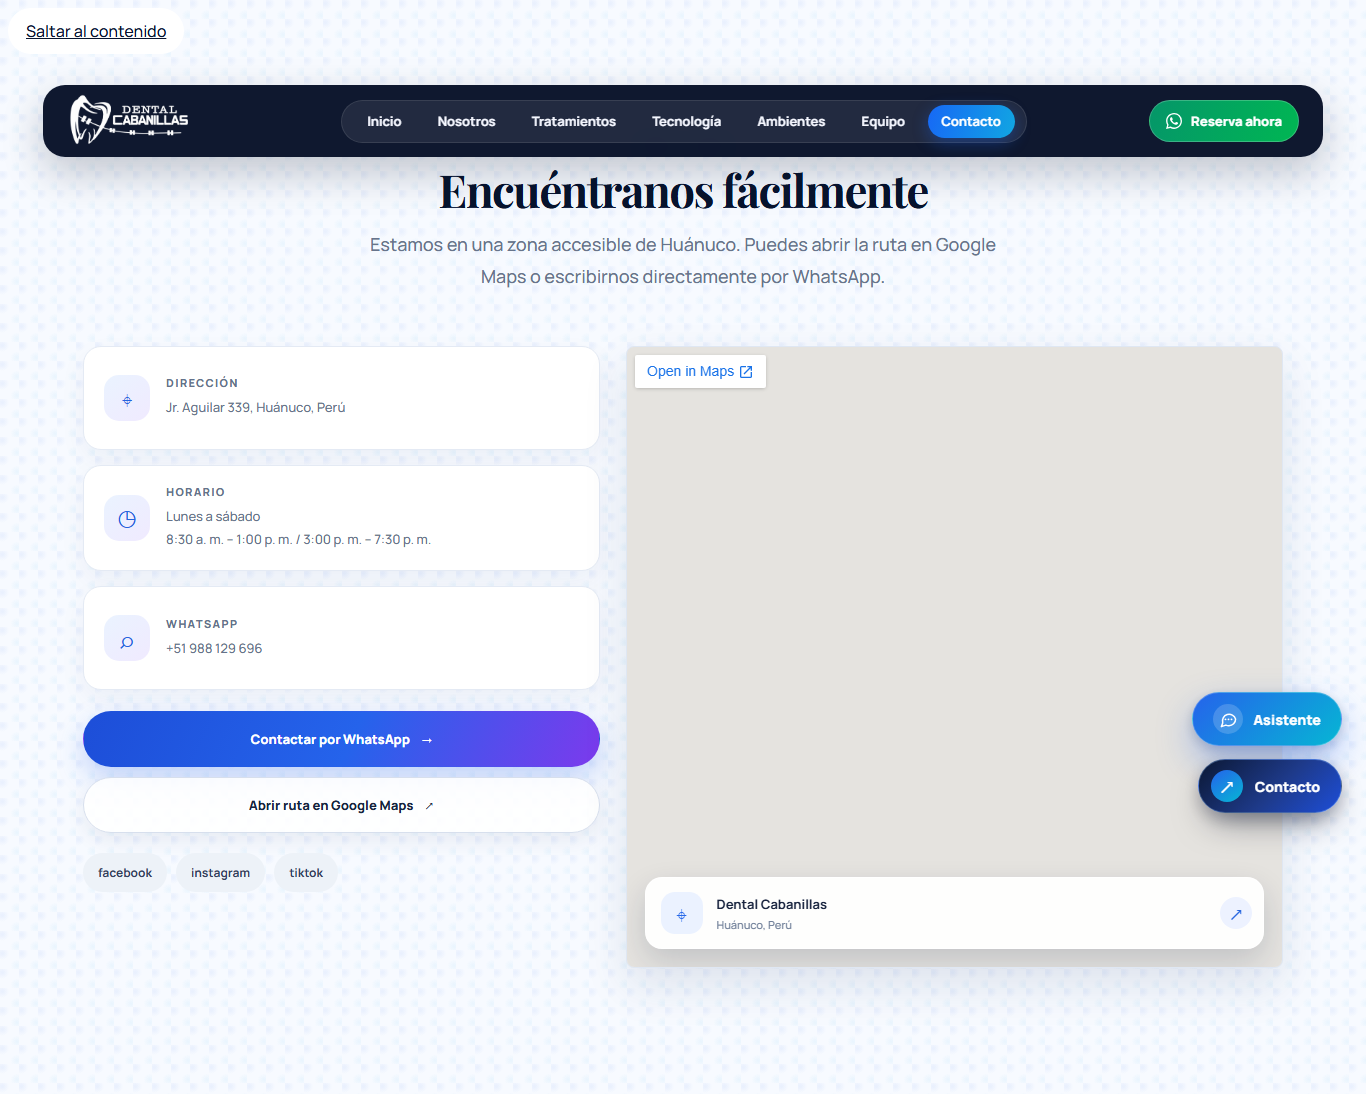 Saltar al contenido
DENTAL
CABANILLAS
Inicio
Nosotros
Tratamientos
Tecnología
Ambientes
Equipo
Contacto
Reserva ahora
Encuéntranos fácilmente
Estamos en una zona accesible de Huánuco. Puedes abrir la ruta en Google
Maps o escribirnos directamente por WhatsApp.
DIRECCIÓN
Jr. Aguilar 339, Huánuco, Perú
HORARIO
Lunes a sábado
8:30 a. m. – 1:00 p. m. / 3:00 p. m. – 7:30 p. m.
WHATSAPP
+51 988 129 696
Contactar por WhatsApp →
Abrir ruta en Google Maps ↗
facebook
instagram
tiktok
Open in Maps
Dental Cabanillas
Huánuco, Perú
Asistente
Contacto